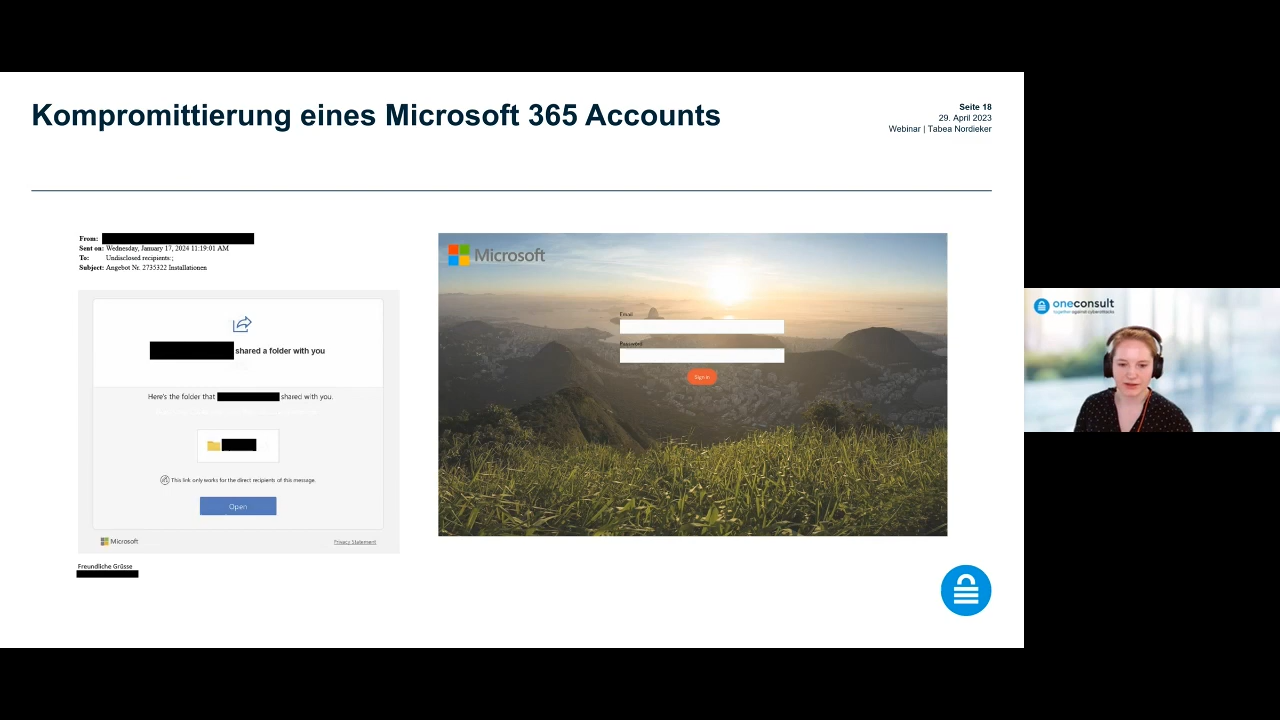 Kompromittierung eines Microsoft 365 Accounts
Seite 18
29. April 2023
Webinar | Tabea Nordieker
From:
Sent on: Wednesday, January 17, 2024 11:19:01 AM
To: Undisclosed recipients:;
Subject: Angebot Nr. 2735322 Installationen
shared a folder with you
Here's the folder that shared with you.
This link only works for the direct recipients of this message.
Open
Microsoft
Privacy Statement
Freundliche Grüsse
Microsoft
Email
Password
Sign in
oneconsult
together against cyberattacks